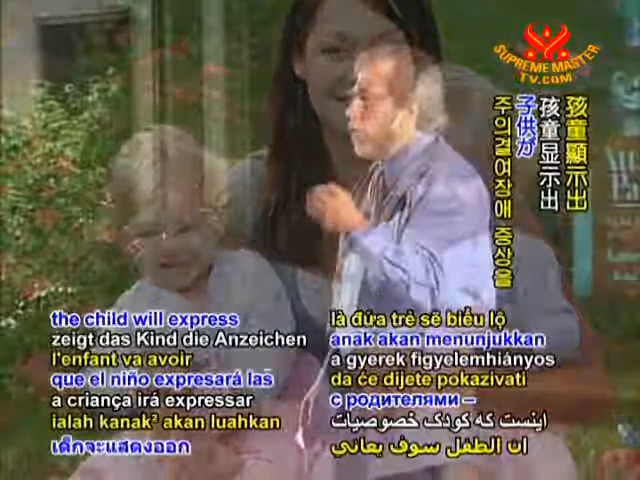 SUPREME MASTER
TV.COM
孩童顯示出
孩童显示出
子供が
주의결여장애 증상을
the child will express
zeigt das Kind die Anzeichen
l'enfant va avoir
que el niño expresará las
a criança irá expressar
ialah kanak² akan luahkan
เด็กจะแสดงออก
là đứa trẻ sẽ biểu lộ
anak akan menunjukkan
a gyerek figyelemhiányos
da će dijete pokazivati
с родителями –
اینست که کودک خصوصیات
ان الطفل سوف يعاني